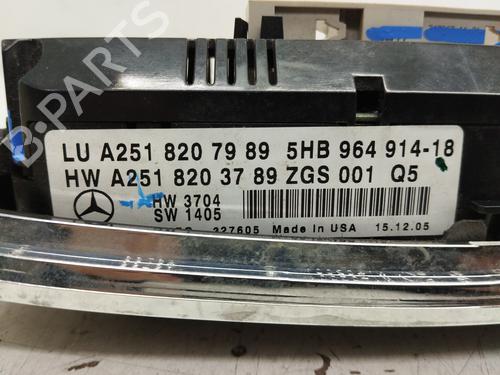 LU A251 820 79 89 5HB 964 914-18
HW A251 820 37 89 ZGS 001 Q5
HW 3704
SW 1405
327605 Made In USA 15.12.05